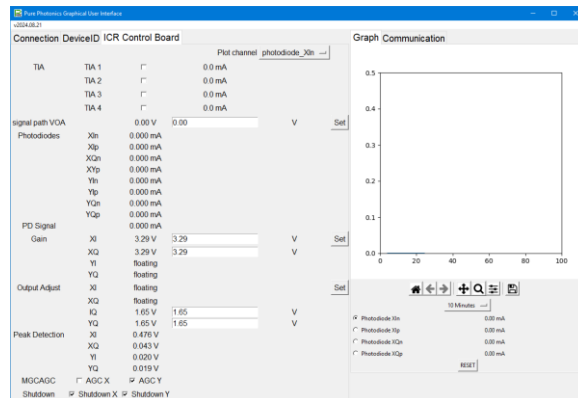 Pure Photonics Graphical User Interface
v2024.08.21
Connection DeviceID ICR Control Board
Plot channel photodiode_XIn
TIA TIA 1 0.0 mA
TIA 2 0.0 mA
TIA 3 0.0 mA
TIA 4 0.0 mA
signal path VOA 0.00 V 0.00 V Set
Photodiodes XIn 0.000 mA
XIp 0.000 mA
XQn 0.000 mA
XYp 0.000 mA
YIn 0.000 mA
YIp 0.000 mA
YQn 0.000 mA
YQp 0.000 mA
PD Signal 0.000 mA
Gain XI 3.29 V 3.29 V Set
XQ 3.29 V 3.29 V
YI floating
YQ floating
Output Adjust XI floating Set
XQ floating
IQ 1.65 V 1.65 V
YQ 1.65 V 1.65 V
Peak Detection XI 0.476 V
XQ 0.043 V
YI 0.020 V
YQ 0.019 V
MGCAGC AGC X AGC Y
Shutdown Shutdown X Shutdown Y
Graph Communication
0.5
0.4
0.3
0.2
0.1
0.0
0 20 40 60 80 100
10 Minutes
Photodiode XIn 0.00 mA
Photodiode XIp 0.00 mA
Photodiode XQn 0.00 mA
Photodiode XQp 0.00 mA
RESET